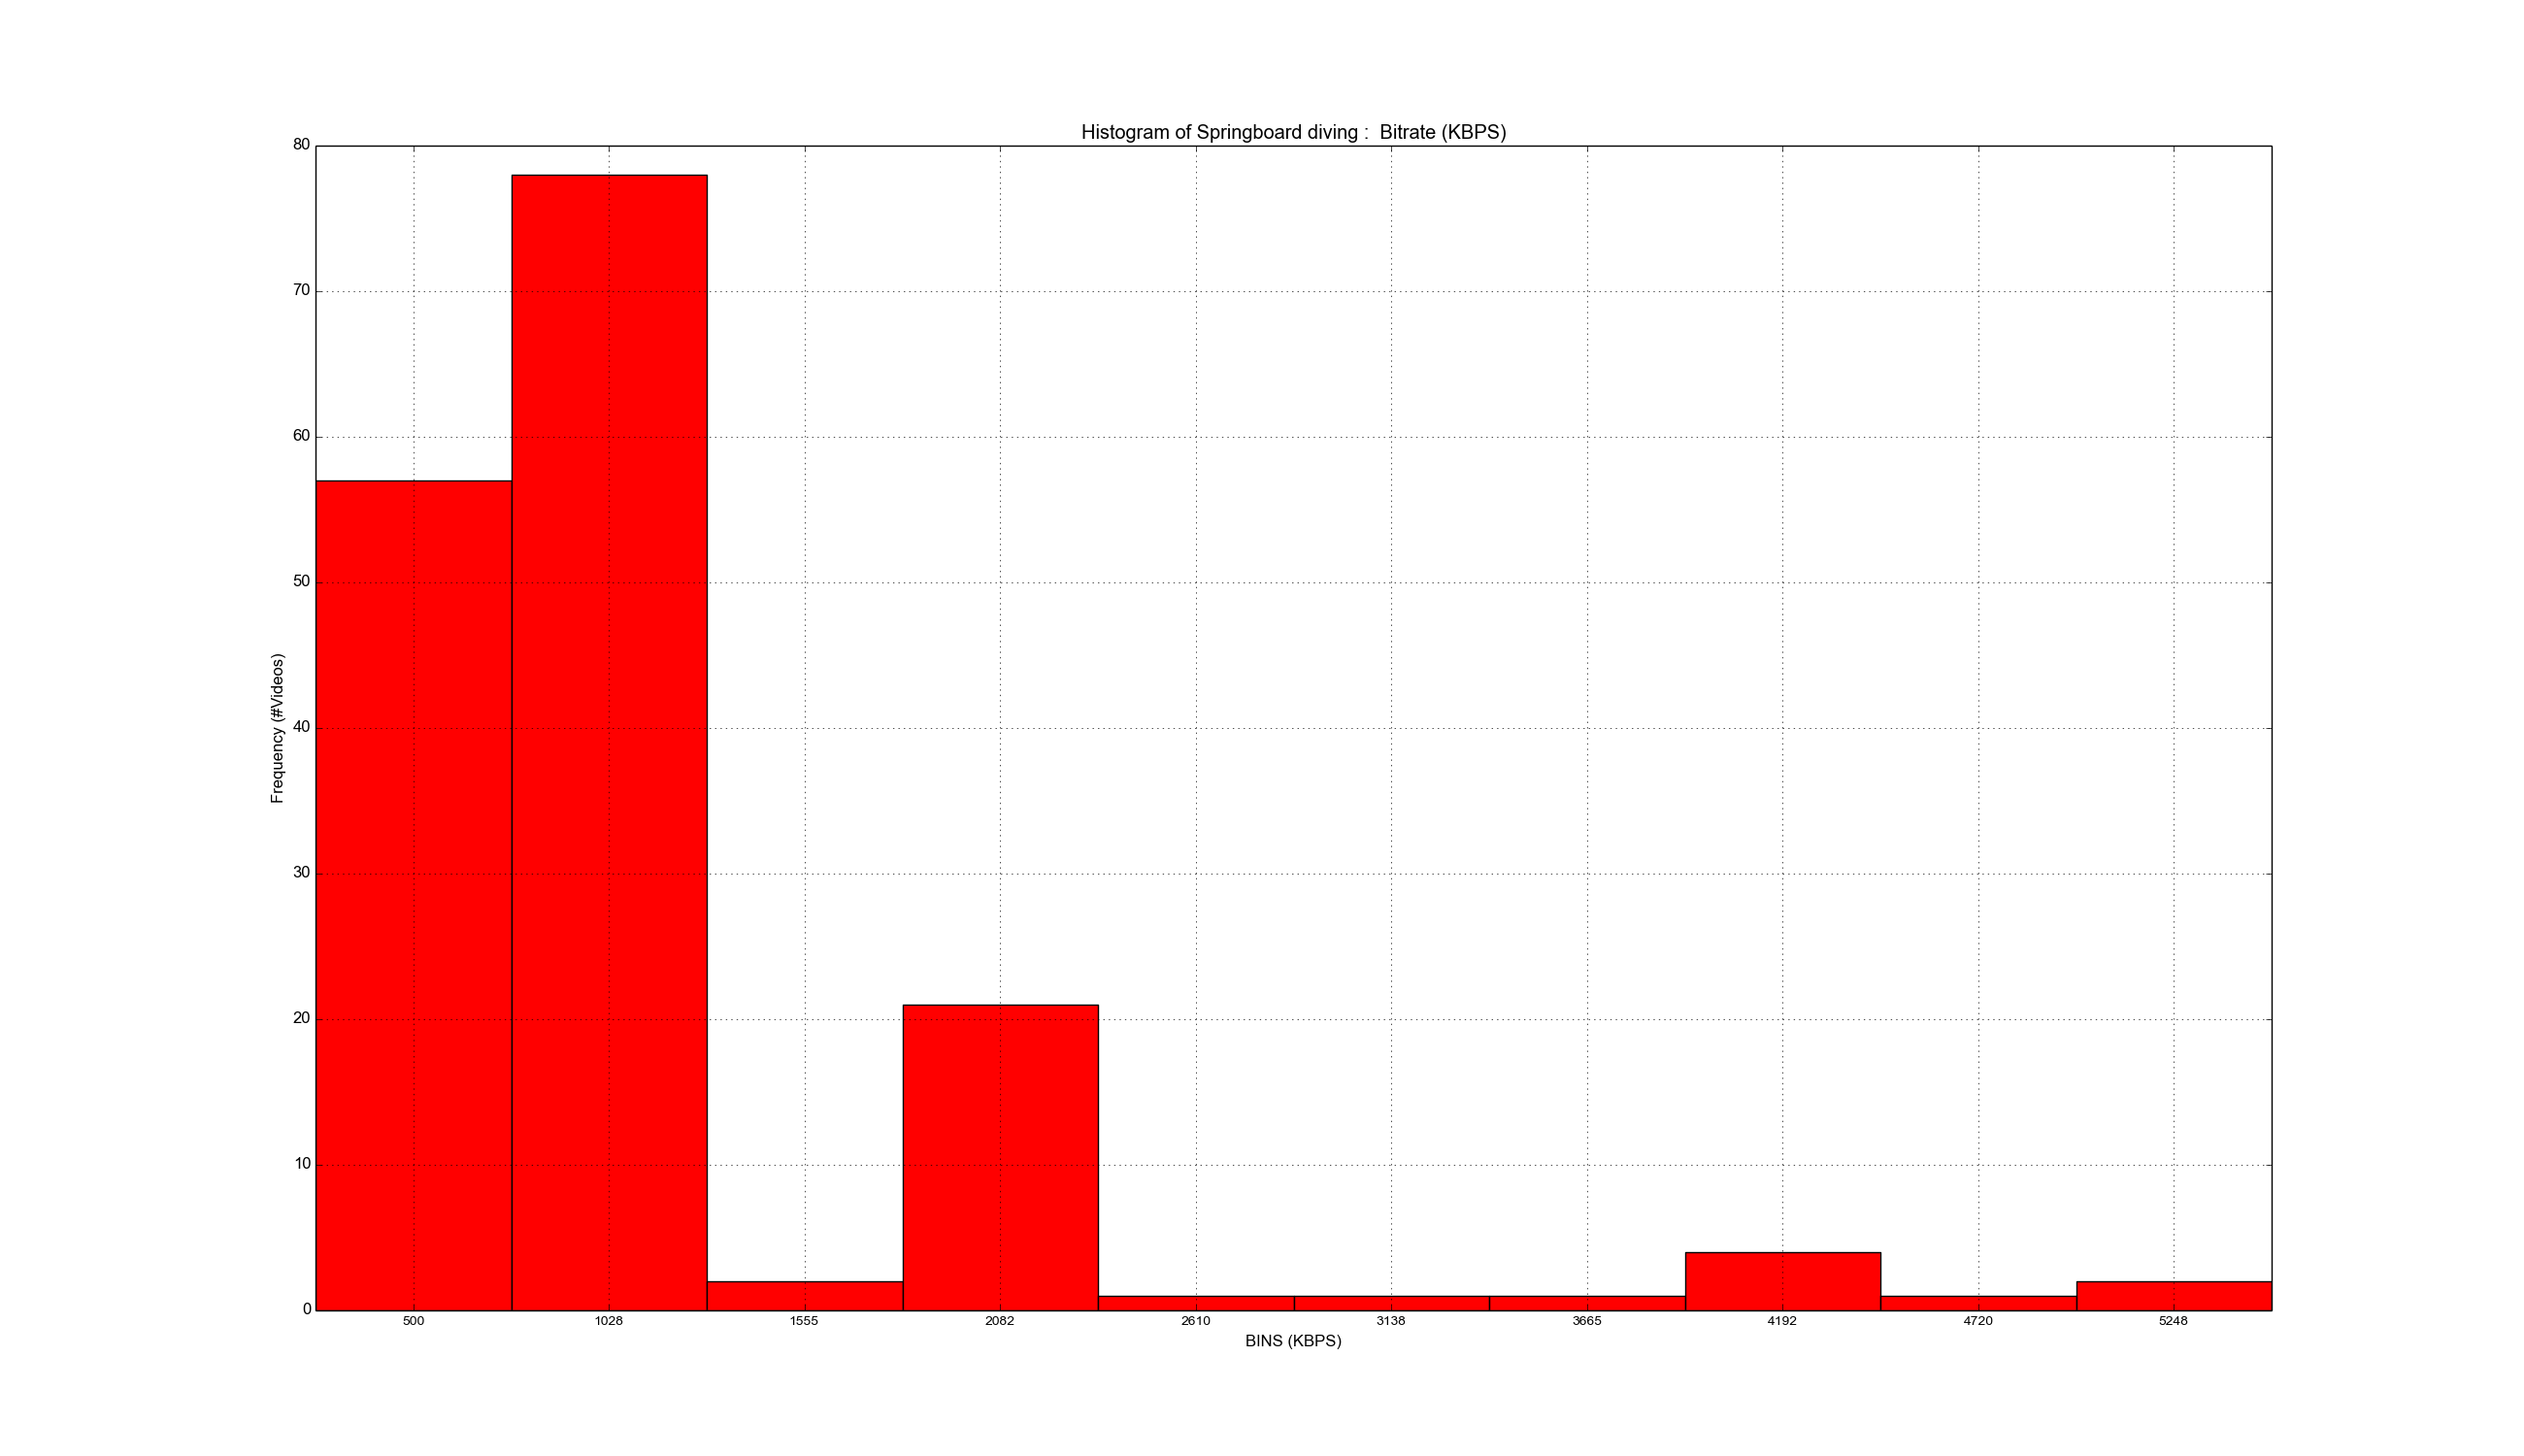 Histogram of Springboard diving :  Bitrate (KBPS)
80
70
60
50
40
30
20
10
0
Frequency (#Videos)
500 1028 1555 2082 2610 3138 3665 4192 4720 5248
BINS (KBPS)